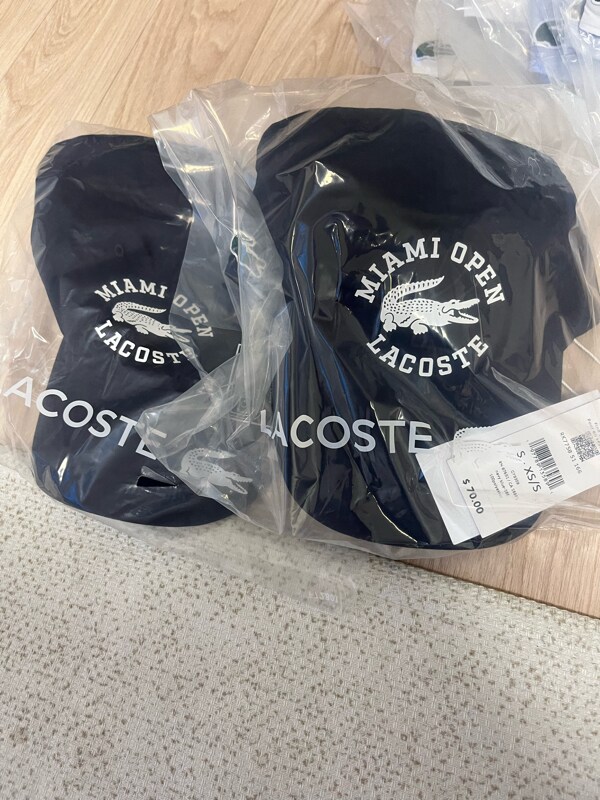 MIAMI OPEN
LACOSTE
LACOSTE
MIAMI OPEN
LACOSTE
LACOSTE
S - XS/S
$ 70.00